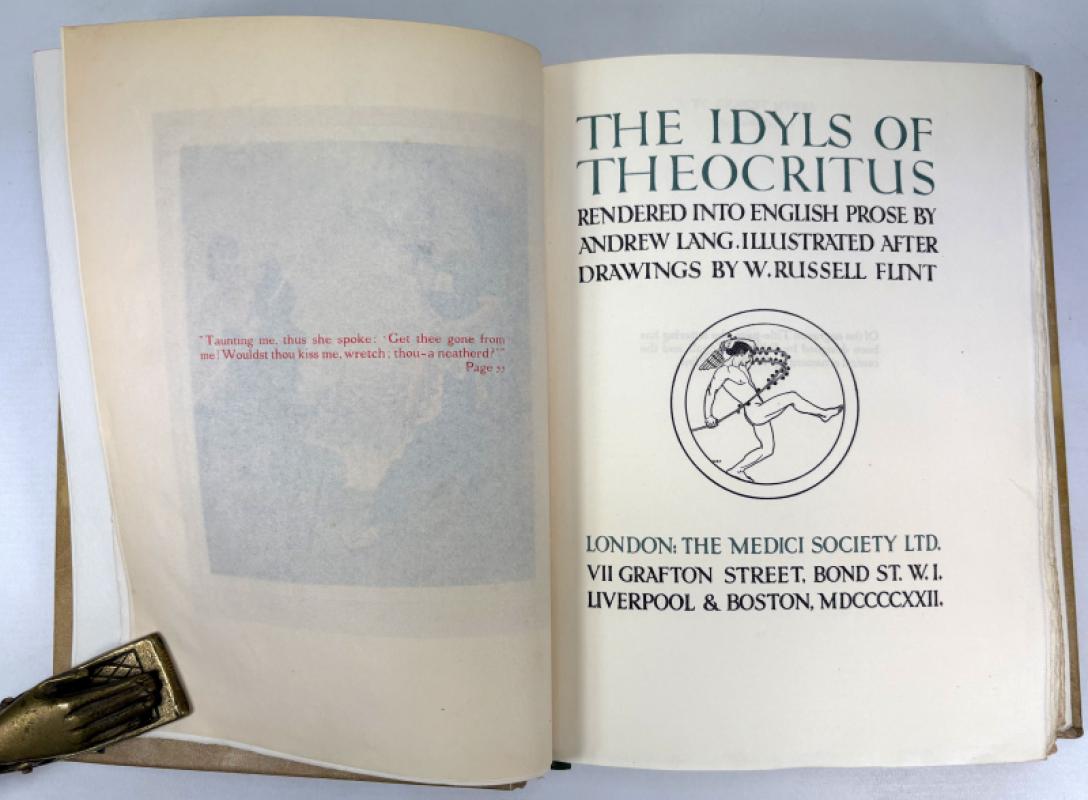 "Taunting me, thus she spoke: 'Get thee gone from
me! Wouldst thou kiss me, wretch; thou–a neatherd?'"
Page
THE IDYLS OF
THEOCRITUS
RENDERED INTO ENGLISH PROSE BY
ANDREW LANG. ILLUSTRATED AFTER
DRAWINGS BY W. RUSSELL FLINT
LONDON: THE MEDICI SOCIETY LTD.
VII GRAFTON STREET, BOND ST. W. I.
LIVERPOOL & BOSTON, MDCCCCXXII.